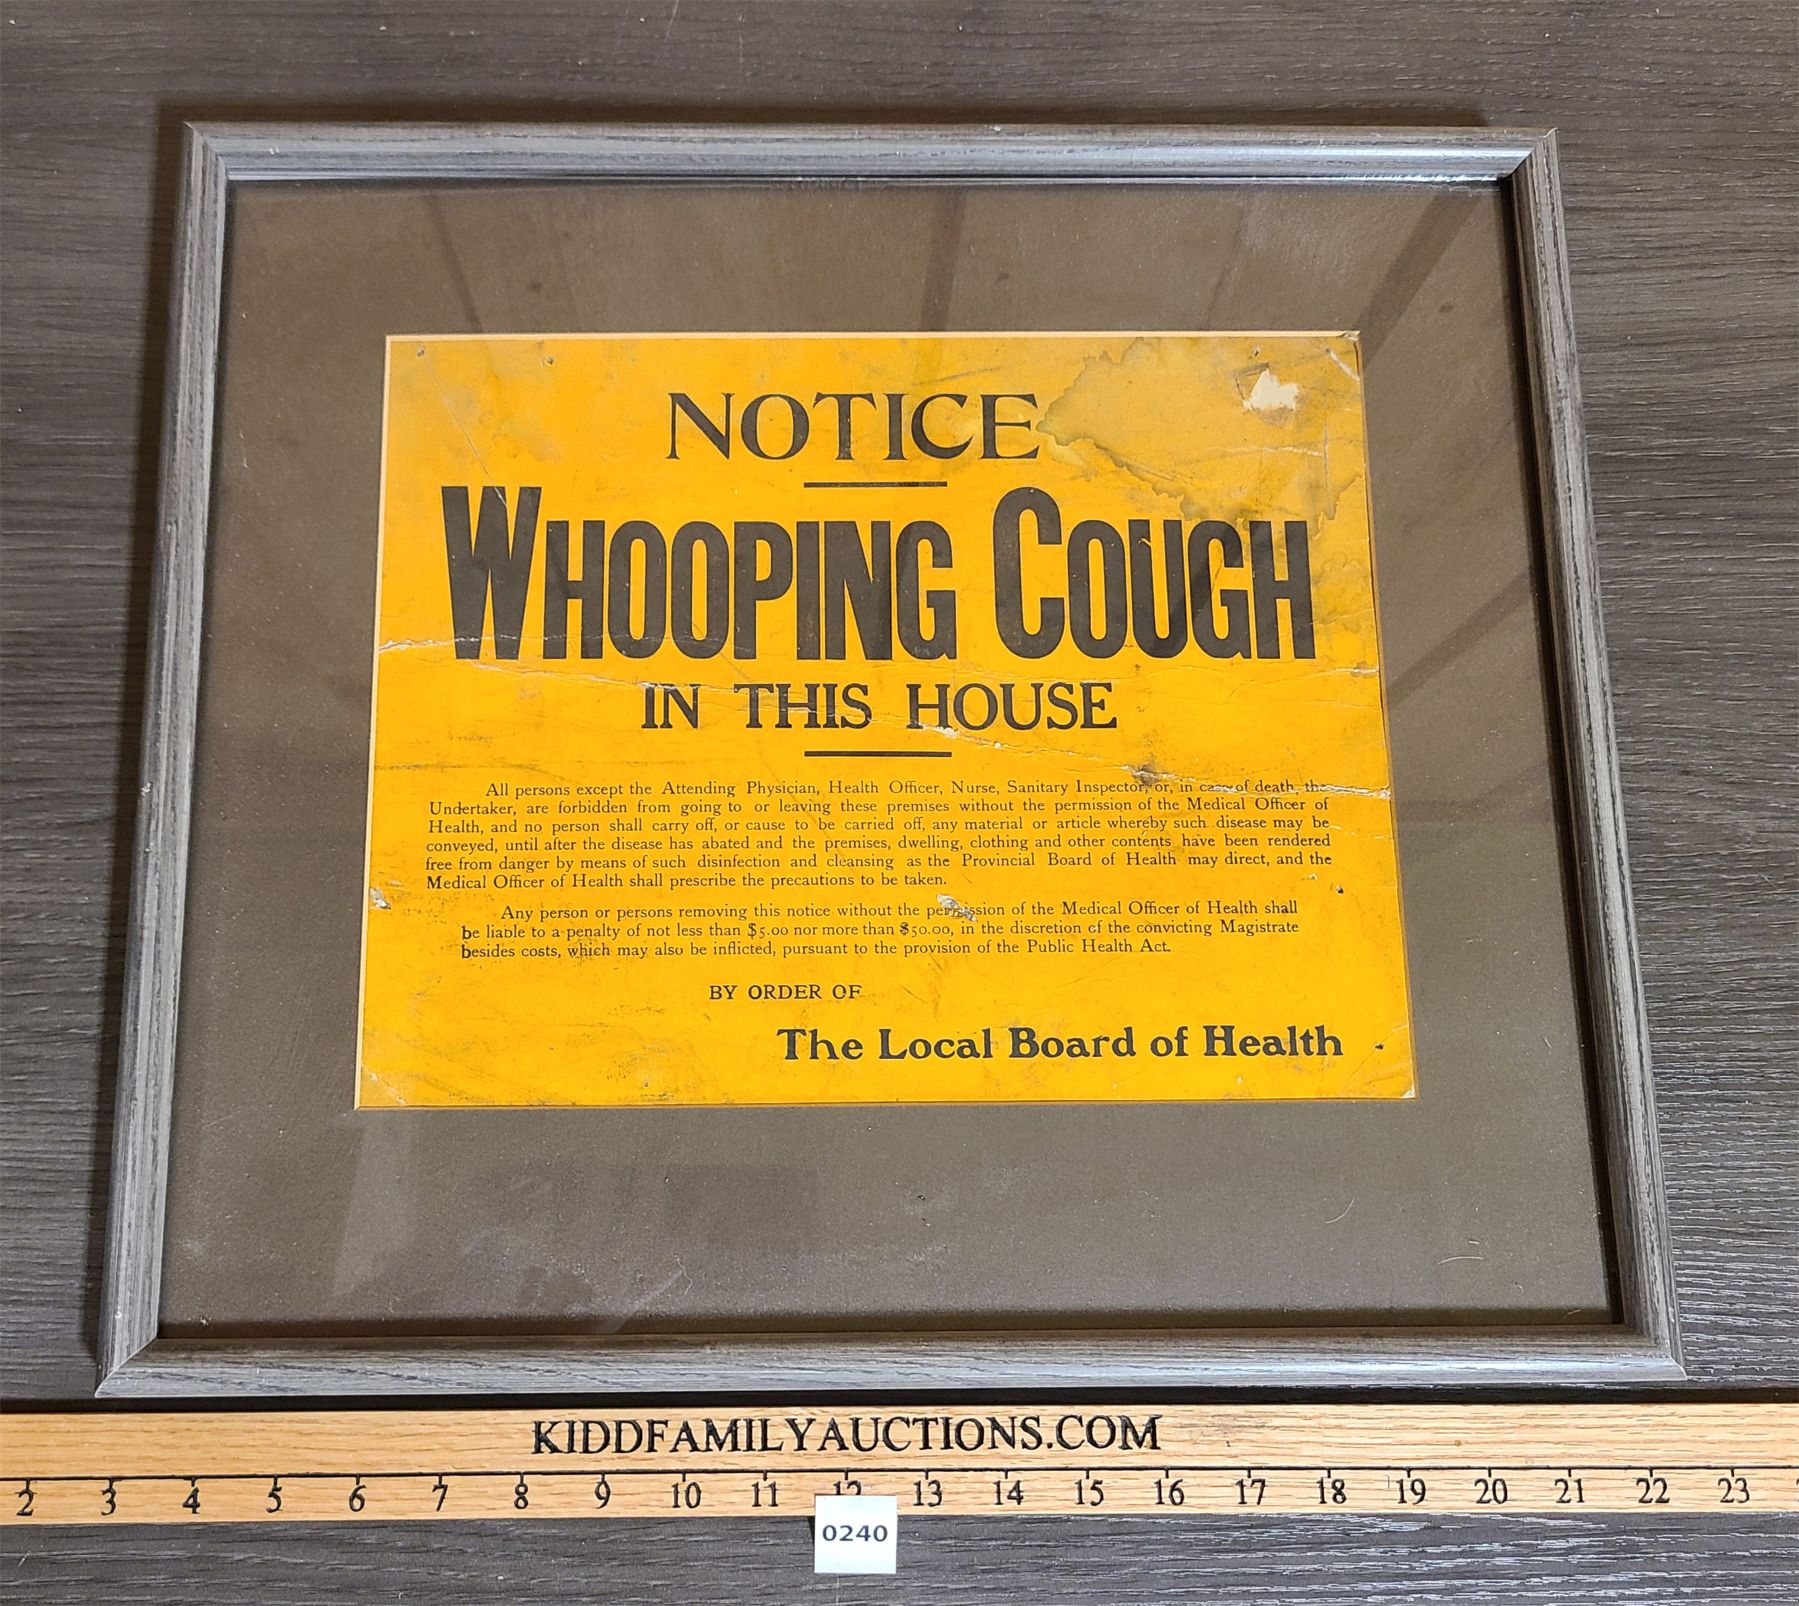 NOTICE
WHOOPING COUGH
IN THIS HOUSE
All persons except the Attending Physician, Health Officer, Nurse, Sanitary Inspector, or, in case of death, the
Undertaker, are forbidden from going to or leaving these premises without the permission of the Medical Officer of
Health, and no person shall carry off, or cause to be carried off, any material or article whereby such disease may be
conveyed, until after the disease has abated and the premises, dwelling, clothing and other contents have been rendered
free from danger by means of such disinfection and cleansing as the Provincial Board of Health may direct, and the
Medical Officer of Health shall prescribe the precautions to be taken.
Any person or persons removing this notice without the permission of the Medical Officer of Health shall
be liable to a penalty of not less than $5.00 nor more than $50.00, in the discretion of the convicting Magistrate
besides costs, which may also be inflicted, pursuant to the provision of the Public Health Act.
BY ORDER OF
The Local Board of Health
KIDDFAMILYAUCTIONS.COM
2 3 4 5 6 7 8 9 10 11 12 13 14 15 16 17 18 19 20 21 22 23
0240